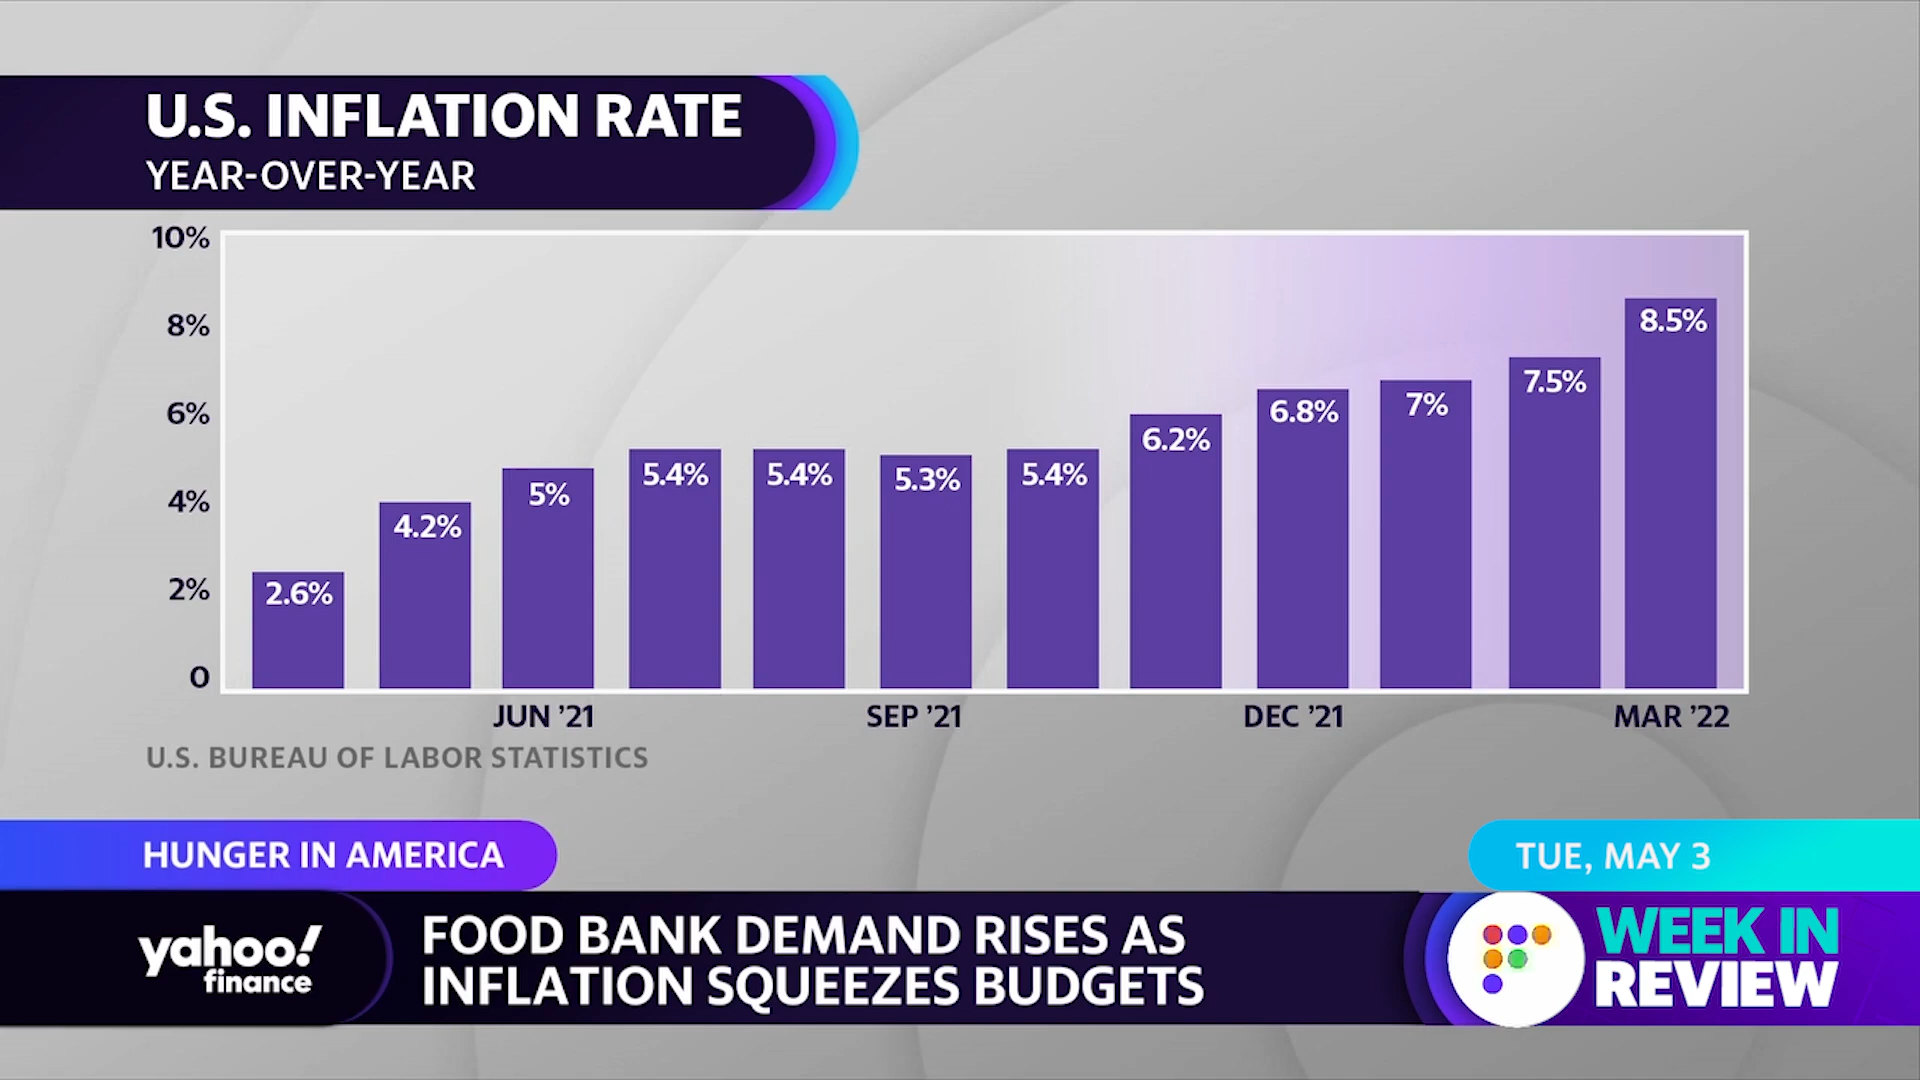 U.S. INFLATION RATE
YEAR-OVER-YEAR
10%
8%
6%
4%
2%
0
2.6%
4.2%
5%
5.4%
5.4%
5.3%
5.4%
6.2%
6.8%
7%
7.5%
8.5%
JUN ’21
SEP ’21
DEC ’21
MAR ’22
U.S. BUREAU OF LABOR STATISTICS
HUNGER IN AMERICA
TUE, MAY 3
yahoo!
finance
FOOD BANK DEMAND RISES AS
INFLATION SQUEEZES BUDGETS
WEEK IN
REVIEW